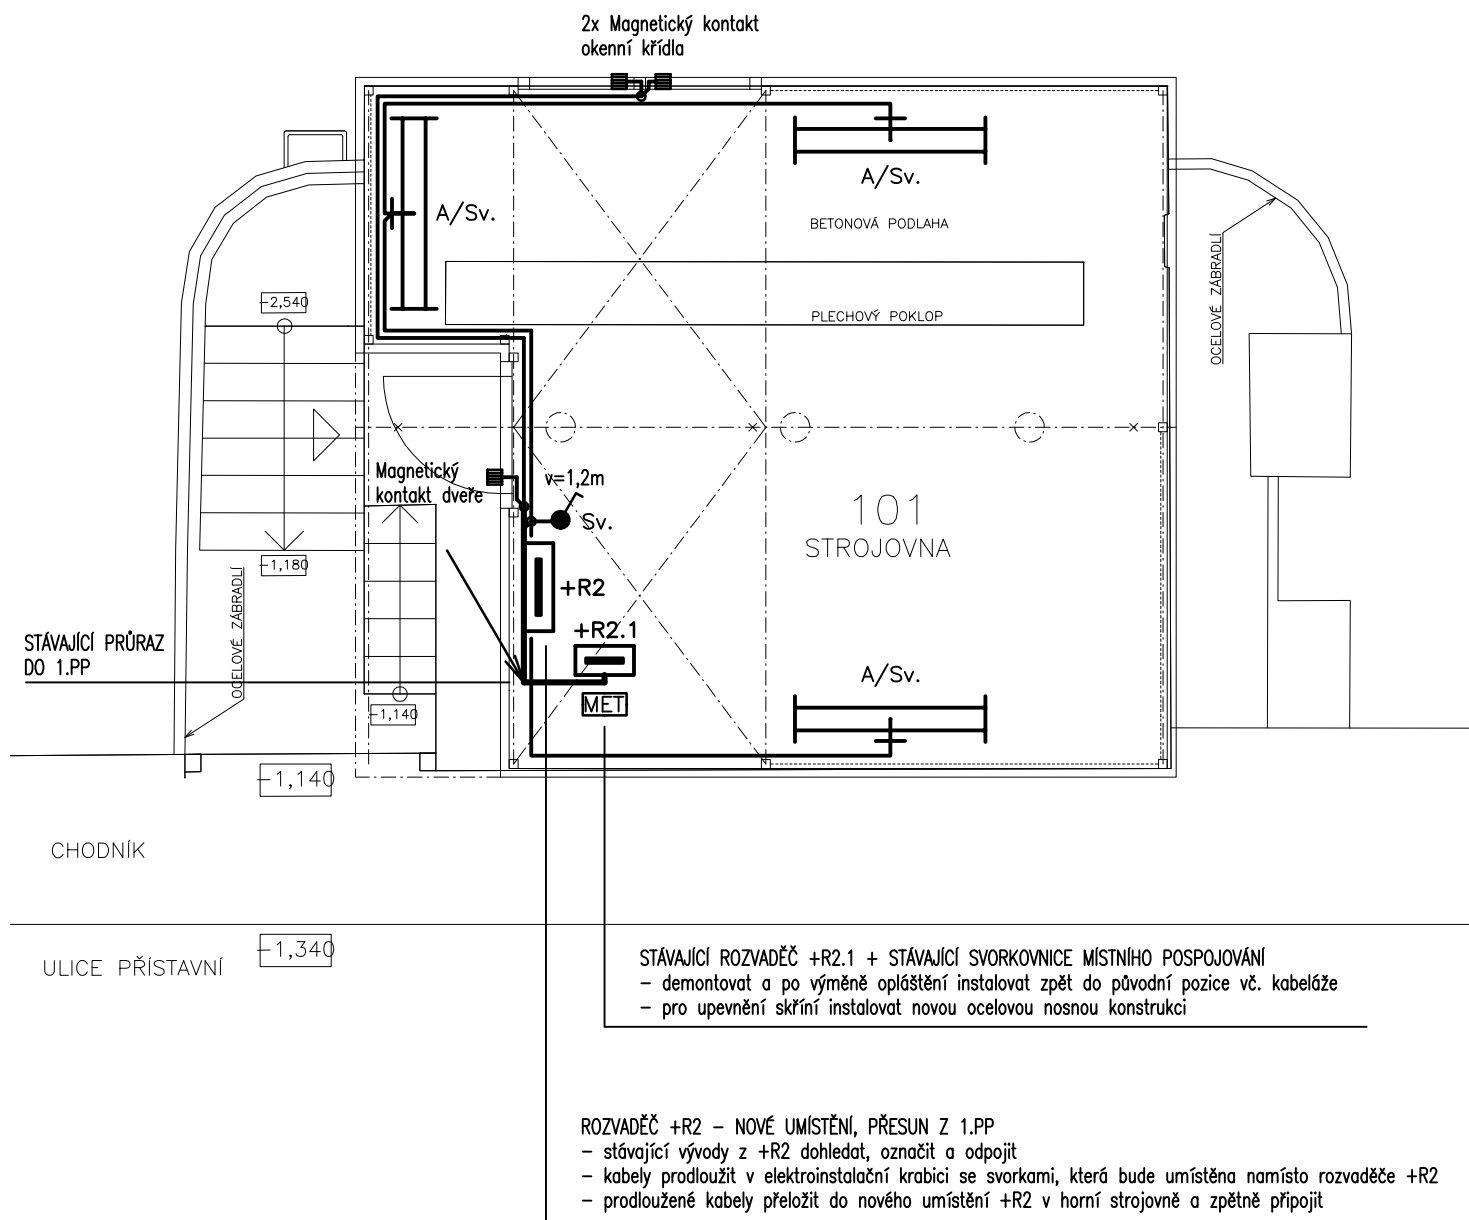 2x Magnetický kontakt
okenní křídla
A/Sv.
A/Sv.
BETONOVÁ PODLAHA
OCELOVÉ ZÁBRADLÍ
-2,540
PLECHOVÝ POKLOP
Magnetický
kontakt dveře
v=1,2m
Sv.
101
STROJOVNA
-1,180
+R2
OCELOVÉ ZÁBRADLÍ
+R2.1
STÁVAJÍCÍ PRŮRAZ
DO 1.PP
A/Sv.
MET
-1,140
-1,140
CHODNÍK
-1,340
ULICE PŘÍSTAVNÍ
STÁVAJÍCÍ ROZVADĚČ +R2.1 + STÁVAJÍCÍ SVORKOVNICE MÍSTNÍHO POSPOJOVÁNÍ
- demontovat a po výměně opláštění instalovat zpět do původní pozice vč. kabeláže
- pro upevnění skříní instalovat novou ocelovou nosnou konstrukci
ROZVADĚČ +R2 - NOVÉ UMÍSTĚNÍ, PŘESUN Z 1.PP
- stávající vývody z +R2 dohledat, označit a odpojit
- kabely prodloužit v elektroinstalační krabici se svorkami, která bude umístěna namísto rozvaděče +R2
- prodloužené kabely přeložit do nového umístění +R2 v horní strojovně a zpětně připojit